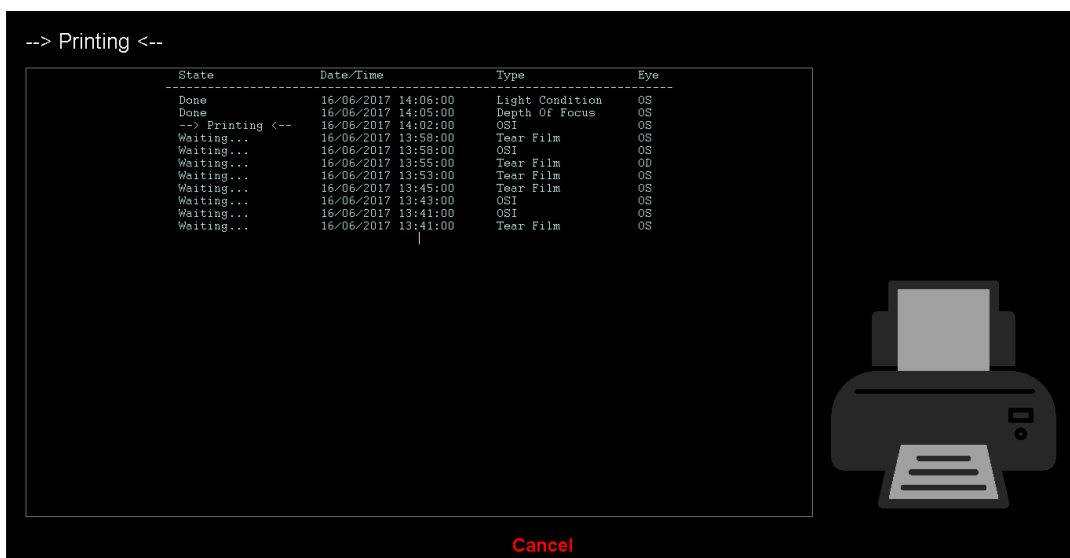 --> Printing <--
State Date/Time Type Eye
--------------------------------------------------------------------------------
Done 16/06/2017 14:06:00 Light Condition OS
Done 16/06/2017 14:05:00 Depth Of Focus OS
--> Printing <-- 16/06/2017 14:02:00 OSI OS
Waiting... 16/06/2017 13:58:00 Tear Film OS
Waiting... 16/06/2017 13:58:00 OSI OS
Waiting... 16/06/2017 13:55:00 Tear Film OD
Waiting... 16/06/2017 13:53:00 Tear Film OS
Waiting... 16/06/2017 13:45:00 Tear Film OS
Waiting... 16/06/2017 13:43:00 OSI OS
Waiting... 16/06/2017 13:41:00 OSI OS
Waiting... 16/06/2017 13:41:00 Tear Film OS
Cancel